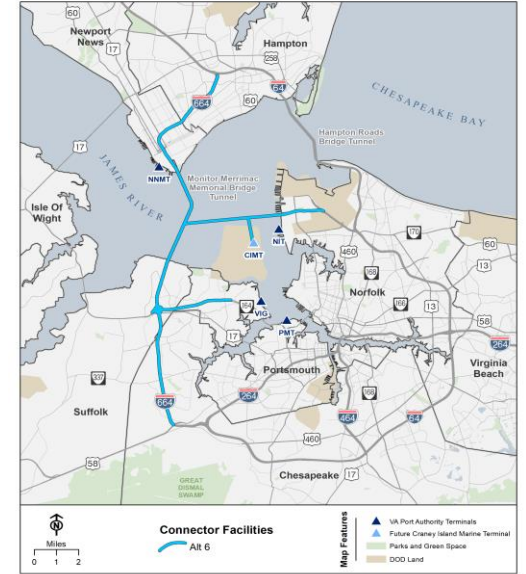 60
Newport
News
17
Hampton
258
64
664
60
CHESAPEAKE BAY
Hampton Roads
Bridge Tunnel
17
JAMES RIVER
NNMT
Monitor Merrimac
Memorial Bridge
Tunnel
Isle Of
Wight
CIMT
NIT
170
460
60
13
168
Norfolk
164
VIG
166
13
17
PMT
58
264
Virginia
Beach
Portsmouth
337
264
664
168
464
64
Suffolk
460
58
Chesapeake
17
GREAT
DISMAL
SWAMP
N
Miles
0 1 2
Connector Facilities
Alt 6
Map Features
VA Port Authority Terminals
Future Craney Island Marine Terminal
Parks and Green Space
DOD Land